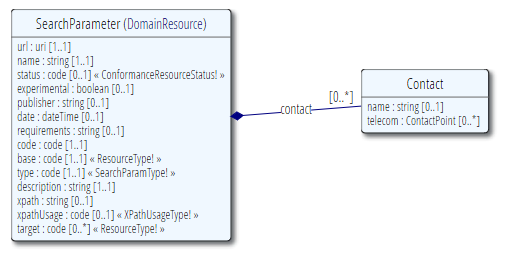 SearchParameter (DomainResource)
url : uri [1..1]
name : string [1..1]
status : code [0..1] « ConformanceResourceStatus! »
experimental : boolean [0..1]
publisher : string [0..1]
date : dateTime [0..1]
requirements : string [0..1]
code : code [1..1]
base : code [1..1] « ResourceType! »
type : code [1..1] « SearchParamType! »
description : string [1..1]
xpath : string [0..1]
xpathUsage : code [0..1] « XPathUsageType! »
target : code [0..*] « ResourceType! »
contact
[0..*]
Contact
name : string [0..1]
telecom : ContactPoint [0..*]